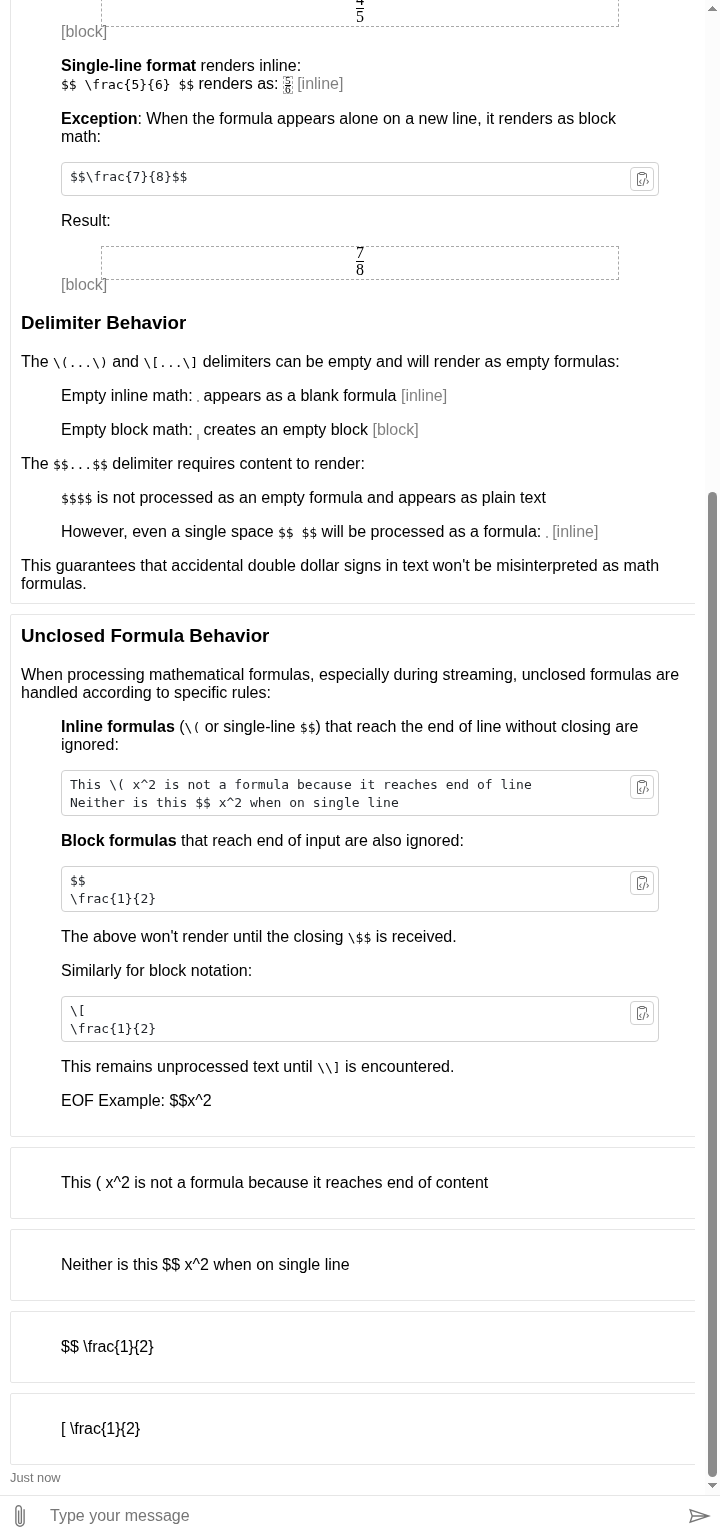 4
5
[block]
Single-line format renders inline:
$$ \frac{5}{6} $$ renders as: 5/6 [inline]
Exception: When the formula appears alone on a new line, it renders as block
math:
$$\frac{7}{8}$$
Result:
7
8
[block]
Delimiter Behavior
The \(...\) and \[...\] delimiters can be empty and will render as empty formulas:
Empty inline math: . appears as a blank formula [inline]
Empty block math: , creates an empty block [block]
The $$...$$ delimiter requires content to render:
$$$$ is not processed as an empty formula and appears as plain text
However, even a single space $$ $$ will be processed as a formula: . [inline]
This guarantees that accidental double dollar signs in text won't be misinterpreted as math
formulas.
Unclosed Formula Behavior
When processing mathematical formulas, especially during streaming, unclosed formulas are
handled according to specific rules:
Inline formulas (\( or single-line $$) that reach the end of line without closing are
ignored:
This \( x^2 is not a formula because it reaches end of line
Neither is this $$ x^2 when on single line
Block formulas that reach end of input are also ignored:
$$
\frac{1}{2}
The above won't render until the closing \$$ is received.
Similarly for block notation:
\[
\frac{1}{2}
This remains unprocessed text until \\] is encountered.
EOF Example: $$x^2
This ( x^2 is not a formula because it reaches end of content
Neither is this $$ x^2 when on single line
$$ \frac{1}{2}
[ \frac{1}{2}
Just now
Type your message